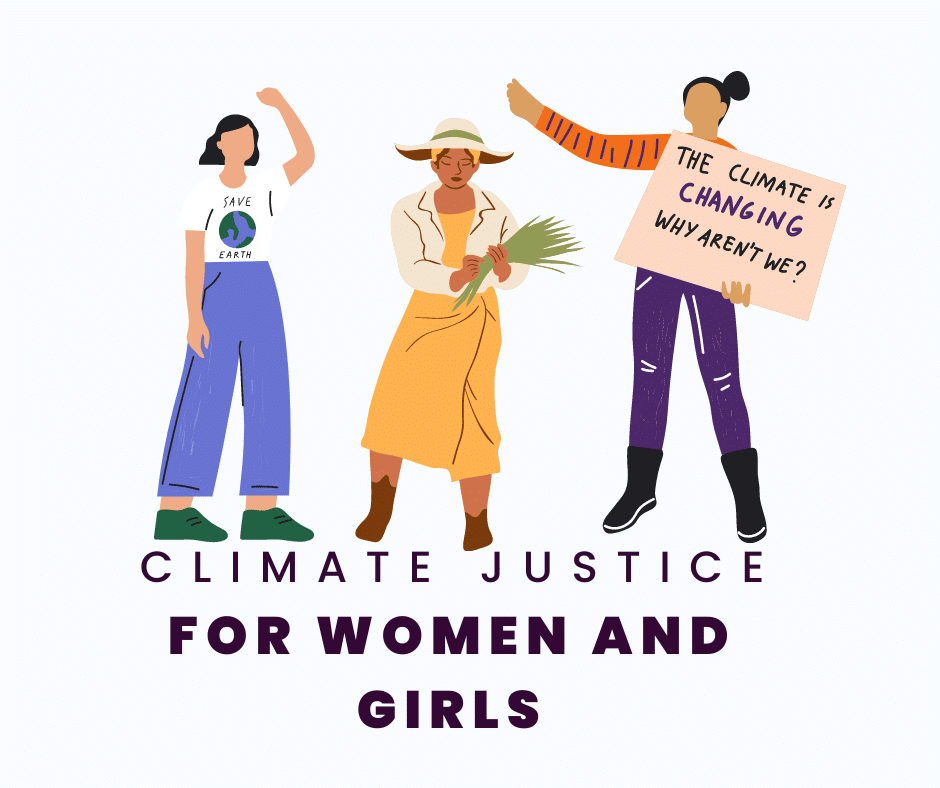 SAVE
EARTH
THE CLIMATE IS
CHANGING
WHY AREN'T WE?
CLIMATE JUSTICE
FOR WOMEN AND
GIRLS